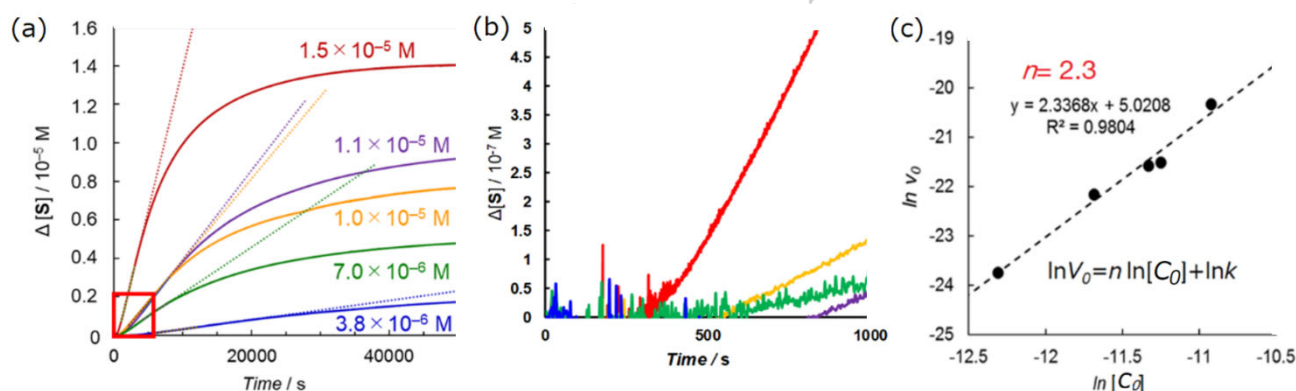 (a)
Δ [S] / 10⁻⁵ M
1.6
1.4
1.2
1.0
0.8
0.6
0.4
0.2
0
1.5 × 10⁻⁵ M
1.1 × 10⁻⁵ M
1.0 × 10⁻⁵ M
7.0 × 10⁻⁶ M
3.8 × 10⁻⁶ M
0 20000 40000
Time / s
(b)
Δ[S] / 10⁻⁷ M
5
4.5
4
3.5
3
2.5
2
1.5
1
0.5
0
0 500 1000
Time / s
(c)
ln v₀
-19
-20
-21
-22
-23
-24
-25
n= 2.3
y = 2.3368x + 5.0208
R² = 0.9804
lnV₀=n ln[C₀]+lnk
-12.5 -12 -11.5 -11 -10.5
ln [C₀]